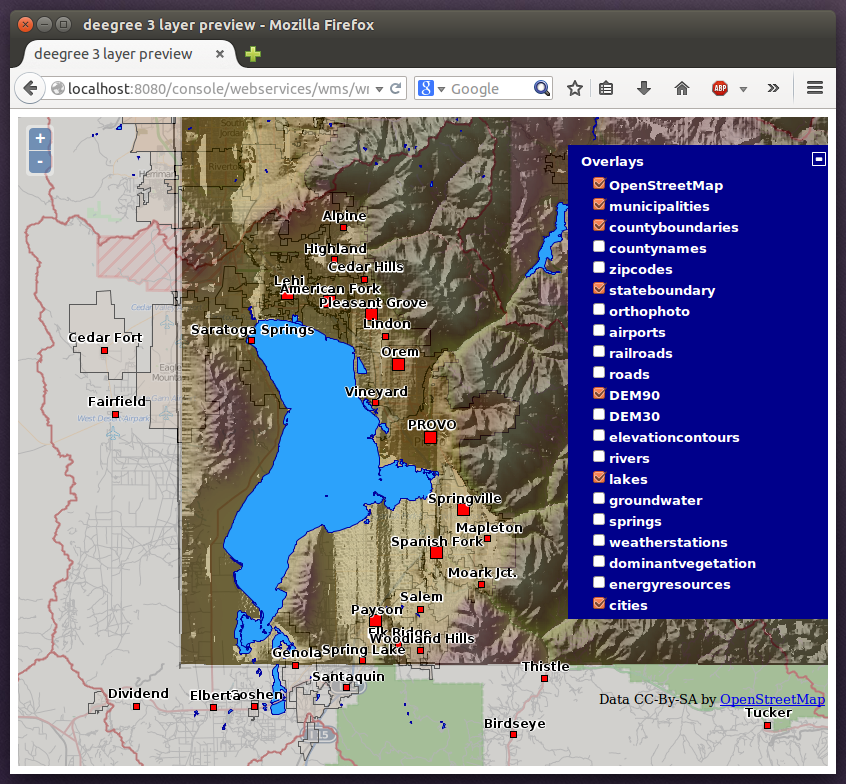 deegree 3 layer preview - Mozilla Firefox
deegree 3 layer preview
localhost:8080/console/webservices/wms/
Google
ABP
+
-
Overlays
OpenStreetMap
municipalities
countyboundaries
countynames
zipcodes
stateboundary
orthophoto
airports
railroads
roads
DEM90
DEM30
elevationcontours
rivers
lakes
groundwater
springs
weatherstations
dominantvegetation
energyresources
cities
Alpine
Highland
Cedar Hills
Lehi
American Fork
Pleasant Grove
Saratoga Springs
Lindon
Cedar Fort
Orem
Vineyard
Fairfield
PROVO
Springville
Mapleton
Spanish Fork
Moark Jct.
Salem
Payson
Elk Ridge
Woodland Hills
Genola
Spring Lake
Thistle
Santaquin
Dividend
Elberta
Goshen
15
Data CC-By-SA by OpenStreetMap
Tucker
Birdseye